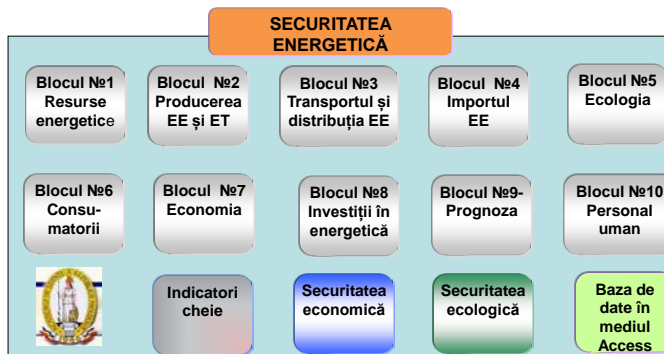 SECURITATEA
ENERGETICĂ
Blocul №1
Resurse
energetice
Blocul №2
Producerea
EE și ET
Blocul №3
Transportul și
distribuția EE
Blocul №4
Importul
EE
Blocul №5
Ecologia
Blocul №6
Consu-
matorii
Blocul №7
Economia
Blocul №8
Investiții în
energetică
Blocul №9-
Prognoza
Blocul №10
Personal
uman
Indicatori
cheie
Securitatea
economică
Securitatea
ecologică
Baza de
date în
mediul
Access